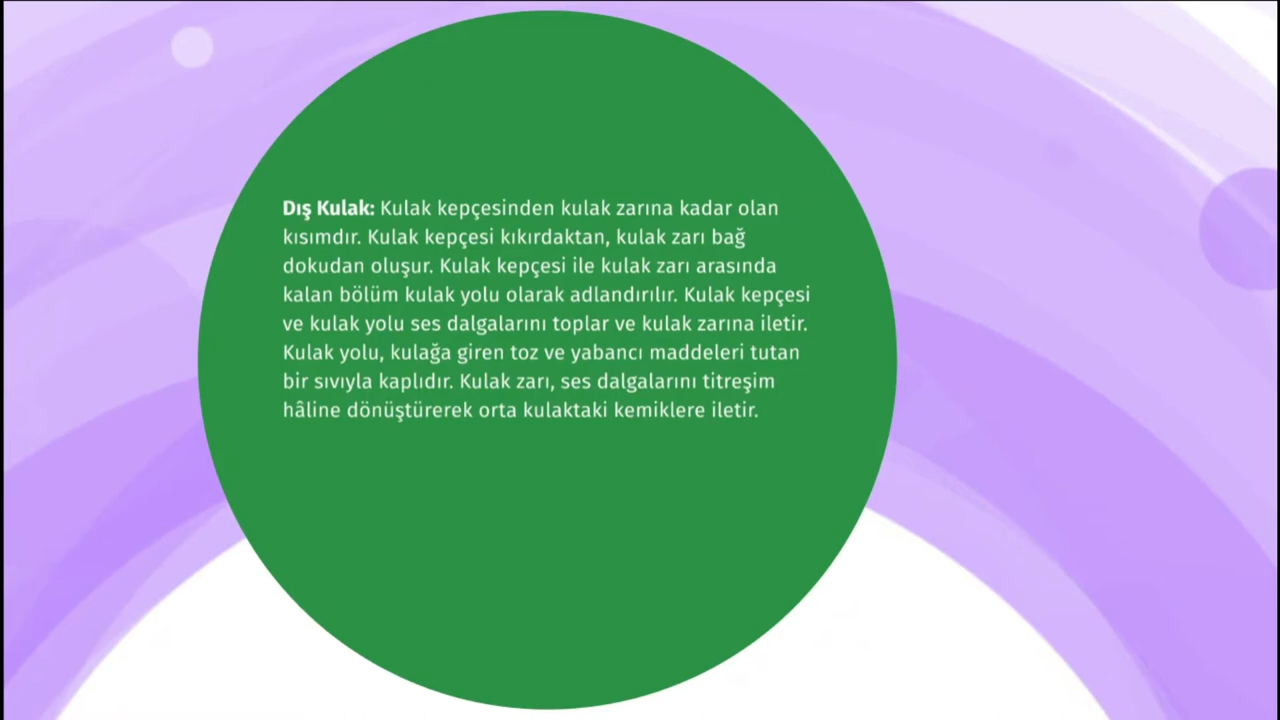 Dış Kulak: Kulak kepçesinden kulak zarına kadar olan
kısımdır. Kulak kepçesi kıkırdaktan, kulak zarı bağ
dokudan oluşur. Kulak kepçesi ile kulak zarı arasında
kalan bölüm kulak yolu olarak adlandırılır. Kulak kepçesi
ve kulak yolu ses dalgalarını toplar ve kulak zarına iletir.
Kulak yolu, kulağa giren toz ve yabancı maddeleri tutan
bir sıvıyla kaplıdır. Kulak zarı, ses dalgalarını titreşim
hâline dönüştürerek orta kulaktaki kemiklere iletir.